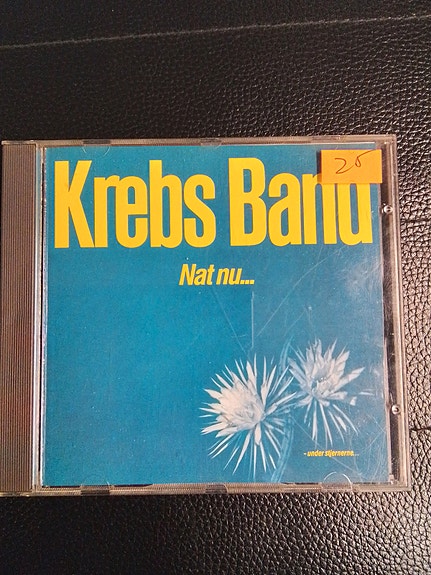 Krebs Band
25
Nat nu...
- under stjernerne...